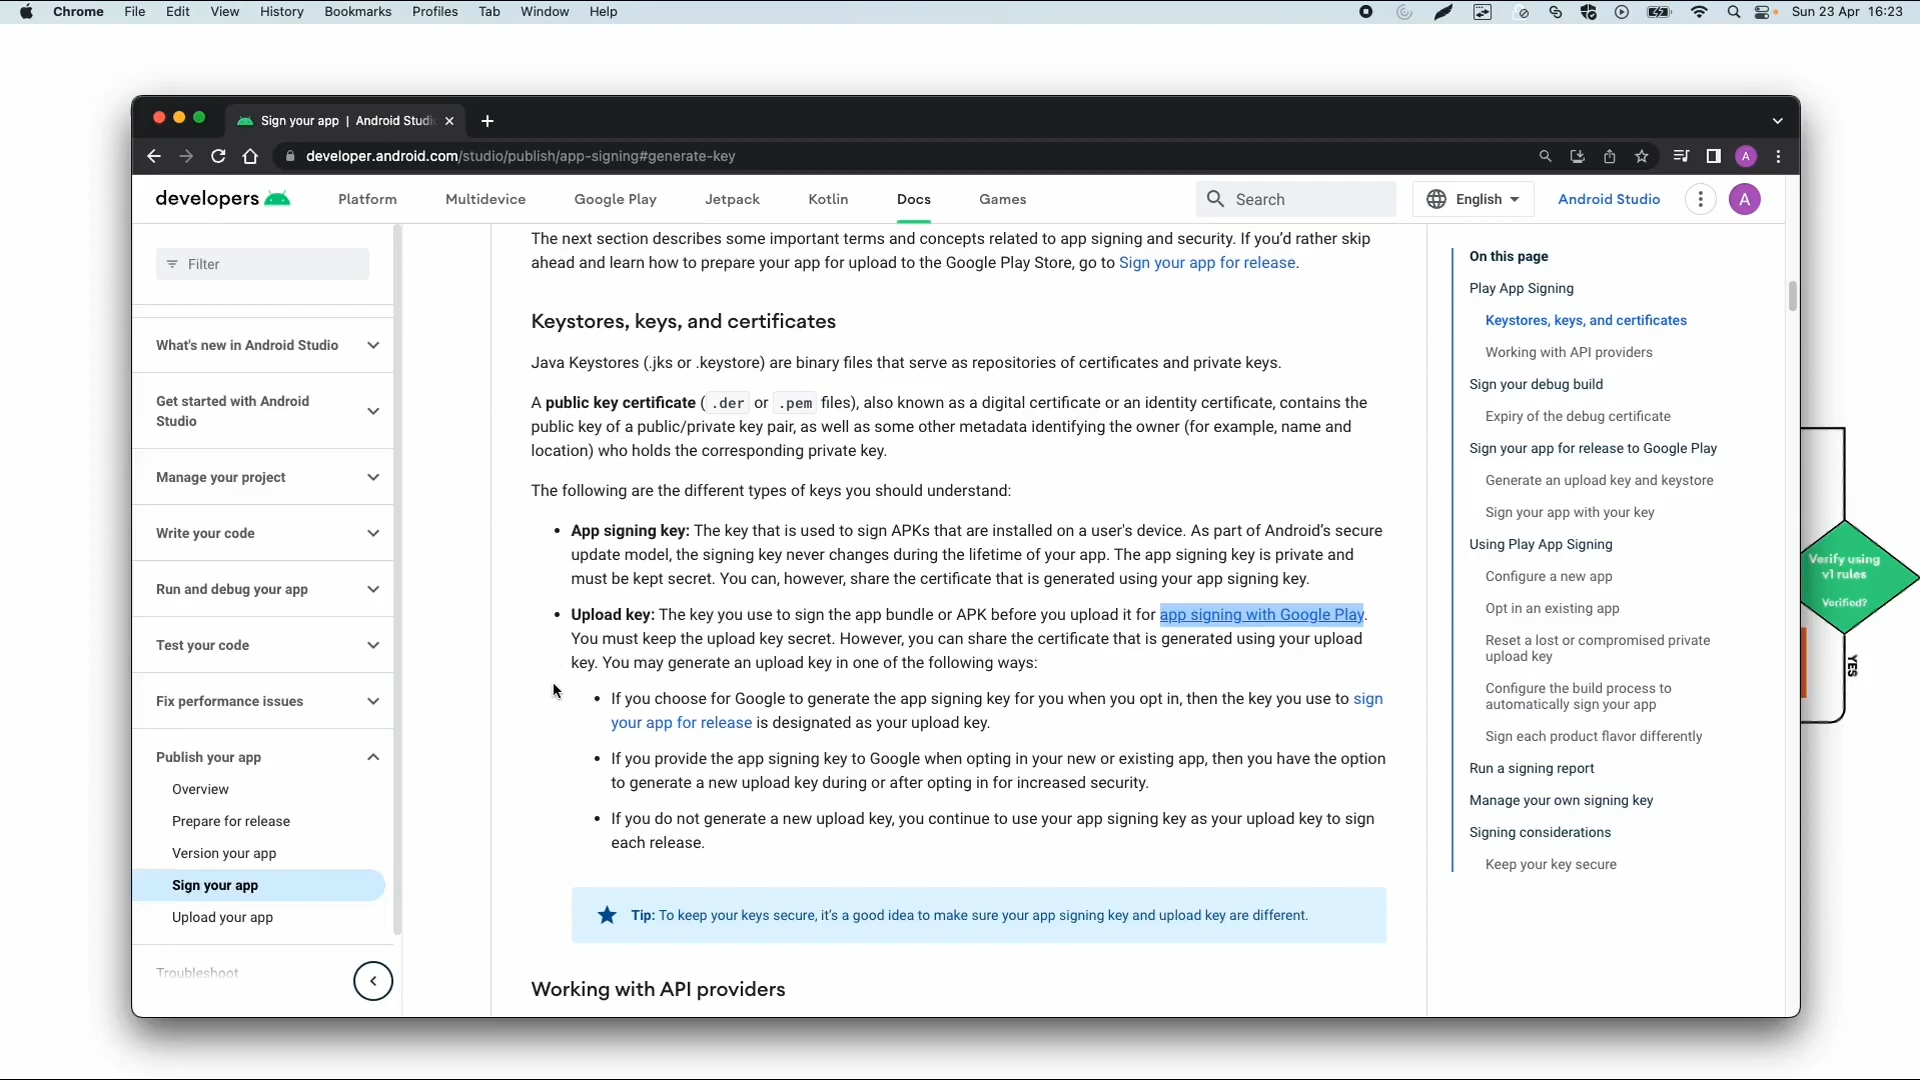 Chrome File Edit View History Bookmarks Profiles Tab Window Help Sun 23 Apr 16:23
Sign your app | Android Studi
developer.android.com/studio/publish/app-signing#generate-key A
developers Platform Multidevice Google Play Jetpack Kotlin Docs Games Search English Android Studio A
Filter
What's new in Android Studio
Get started with Android
Studio
Manage your project
Write your code
Run and debug your app
Test your code
Fix performance issues
Publish your app
Overview
Prepare for release
Version your app
Sign your app
Upload your app
Troubleshoot
The next section describes some important terms and concepts related to app signing and security. If you’d rather skip
ahead and learn how to prepare your app for upload to the Google Play Store, go to Sign your app for release.
Keystores, keys, and certificates
Java Keystores (.jks or .keystore) are binary files that serve as repositories of certificates and private keys.
A public key certificate ( .der or .pem files), also known as a digital certificate or an identity certificate, contains the
public key of a public/private key pair, as well as some other metadata identifying the owner (for example, name and
location) who holds the corresponding private key.
The following are the different types of keys you should understand:
• App signing key: The key that is used to sign APKs that are installed on a user's device. As part of Android’s secure
update model, the signing key never changes during the lifetime of your app. The app signing key is private and
must be kept secret. You can, however, share the certificate that is generated using your app signing key.
• Upload key: The key you use to sign the app bundle or APK before you upload it for app signing with Google Play.
You must keep the upload key secret. However, you can share the certificate that is generated using your upload
key. You may generate an upload key in one of the following ways:
• If you choose for Google to generate the app signing key for you when you opt in, then the key you use to sign
your app for release is designated as your upload key.
• If you provide the app signing key to Google when opting in your new or existing app, then you have the option
to generate a new upload key during or after opting in for increased security.
• If you do not generate a new upload key, you continue to use your app signing key as your upload key to sign
each release.
Tip: To keep your keys secure, it’s a good idea to make sure your app signing key and upload key are different.
Working with API providers
On this page
Play App Signing
Keystores, keys, and certificates
Working with API providers
Sign your debug build
Expiry of the debug certificate
Sign your app for release to Google Play
Generate an upload key and keystore
Sign your app with your key
Using Play App Signing
Configure a new app
Opt in an existing app
Reset a lost or compromised private
upload key
Configure the build process to
automatically sign your app
Sign each product flavor differently
Run a signing report
Manage your own signing key
Signing considerations
Keep your key secure
Verify using
v1 rules
Verified?
YES